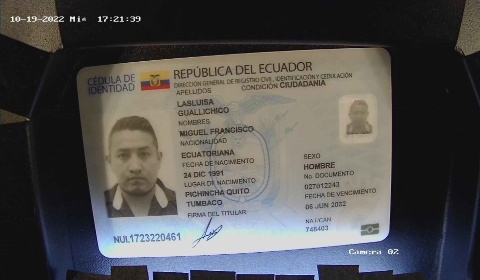 10-19-2022 Mie 17:21:39
CÉDULA DE IDENTIDAD
REPÚBLICA DEL ECUADOR
DIRECCIÓN GENERAL DE REGISTRO CIVIL, IDENTIFICACIÓN Y CEDULACIÓN
APELLIDOS
CONDICIÓN CIUDADANÍA
LASLUISA
GUALLICHICO
NOMBRES
MIGUEL FRANCISCO
NACIONALIDAD
ECUATORIANA
FECHA DE NACIMIENTO
24 DIC 1991
LUGAR DE NACIMIENTO
PICHINCHA QUITO
TUMBACO
FIRMA DEL TITULAR
SEXO
HOMBRE
No. DOCUMENTO
027012243
FECHA DE VENCIMIENTO
06 JUN 2032
NAT/CAN
746403
NUI.1723220461
Camera 02